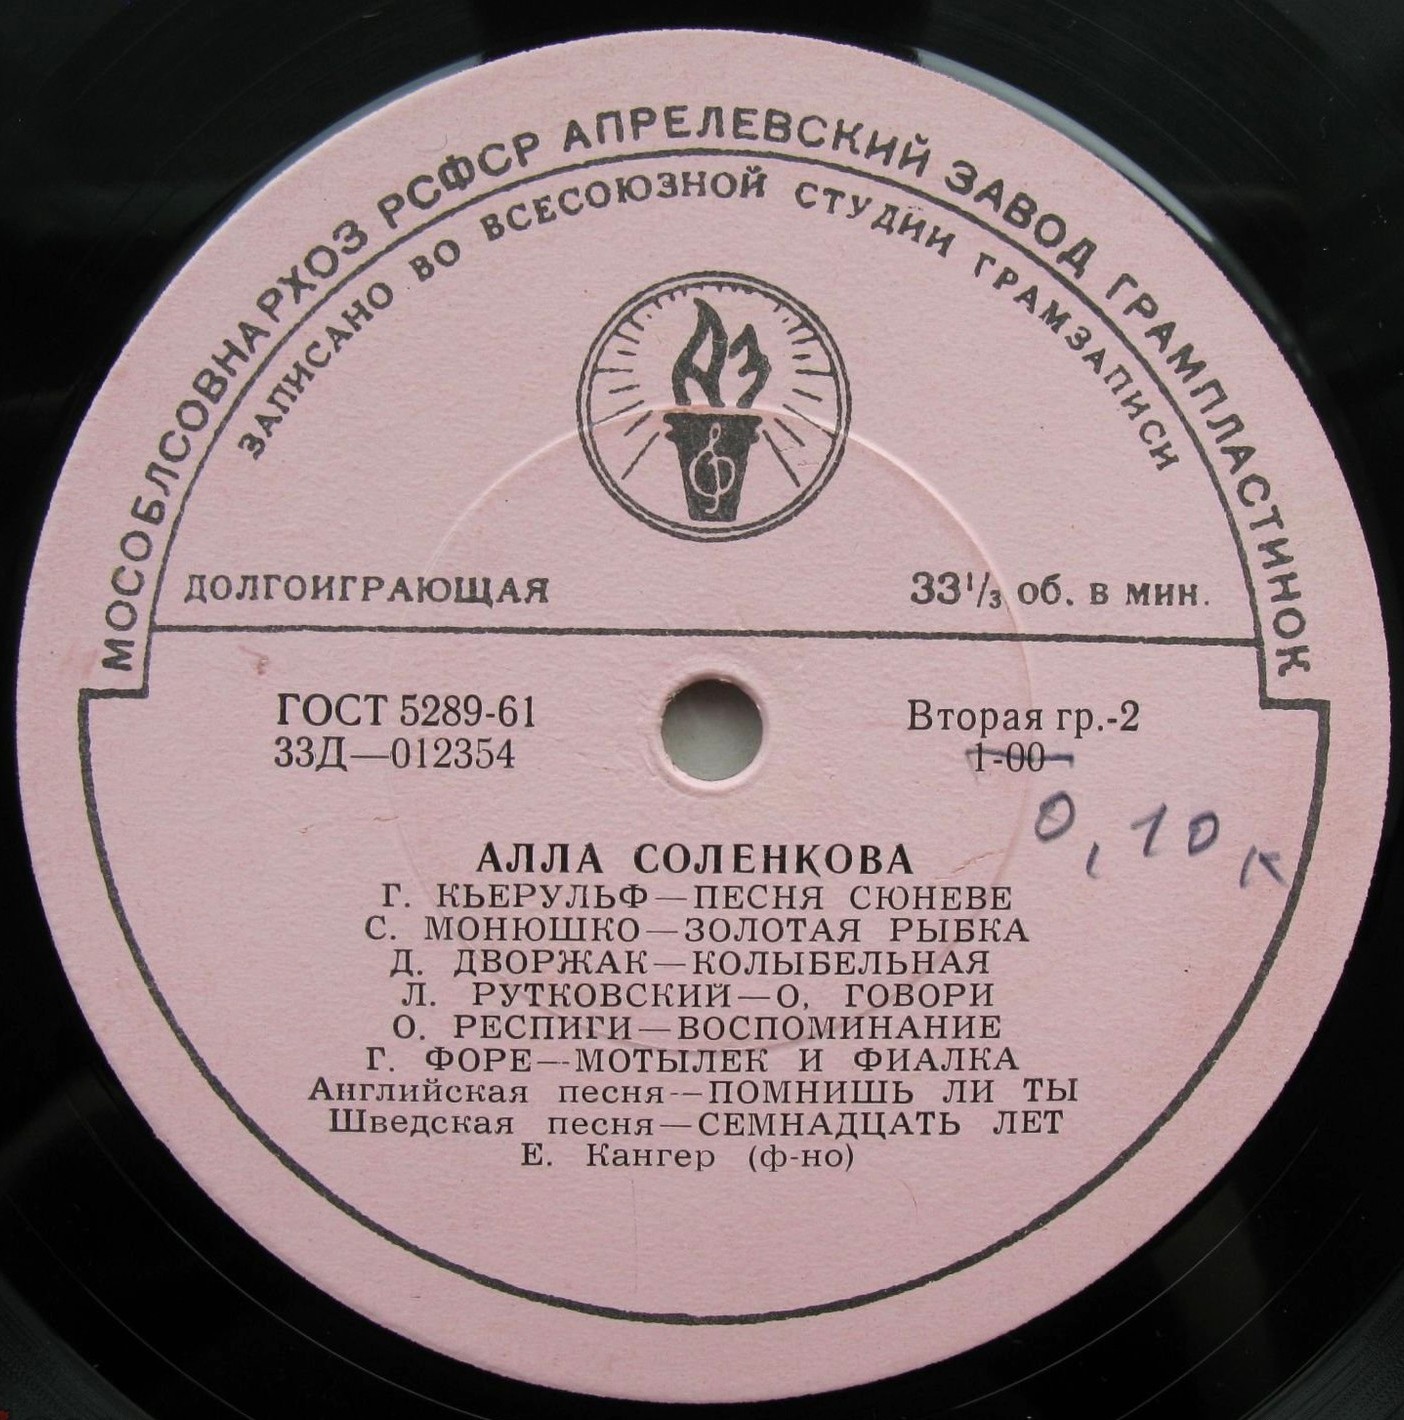 МОСОБЛСОВНАРХОЗ РСФСР АПРЕЛЕВСКИЙ ЗАВОД ГРАМПЛАСТИНОК
ЗАПИСАНО ВО ВСЕСОЮЗНОЙ СТУДИИ ГРАМЗАПИСИ
АЗ
ДОЛГОИГРАЮЩАЯ
33 1/3 об. в мин.
ГОСТ 5289-61
Вторая гр.-2
33Д—012354
1-00
0,10 к
АЛЛА СОЛЕНКОВА
Г. КЬЕРУЛЬФ—ПЕСНЯ СЮНЕВЕ
С. МОНЮШКО—ЗОЛОТАЯ РЫБКА
Д. ДВОРЖАК—КОЛЫБЕЛЬНАЯ
Л. РУТКОВСКИЙ—О, ГОВОРИ
О. РЕСПИГИ—ВОСПОМИНАНИЕ
Г. ФОРЕ—МОТЫЛЕК И ФИАЛКА
Английская песня—ПОМНИШЬ ЛИ ТЫ
Шведская песня—СЕМНАДЦАТЬ ЛЕТ
Е. Кангер (ф-но)